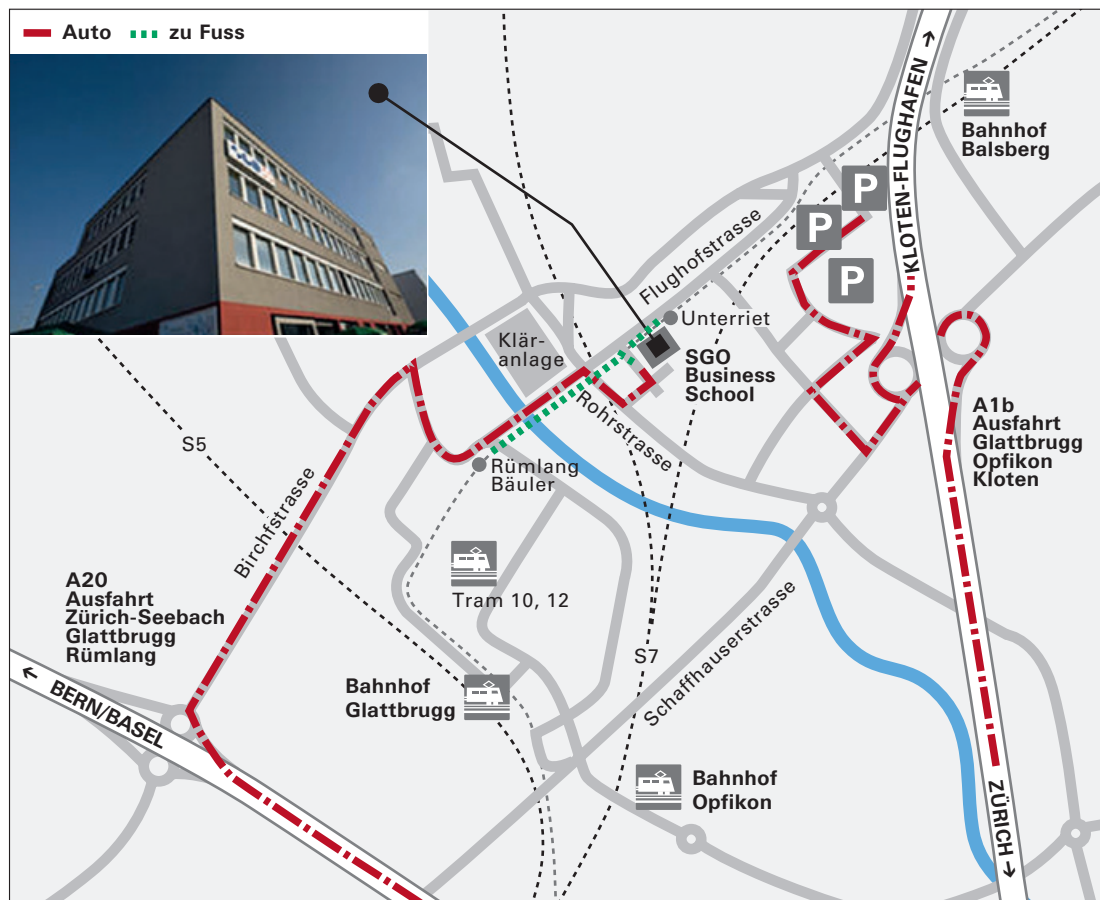 Auto
zu Fuss
KLOTEN-FLUGHAFEN →
Bahnhof
Balsberg
P
P
P
Flughofstrasse
Unterriet
Klär-
anlage
SGO
Business
School
Rohrstrasse
A1b
Ausfahrt
Glattbrugg
Opfikon
Kloten
S5
Rümlang
Bäuler
Birchfstrasse
Tram 10, 12
A20
Ausfahrt
Zürich-Seebach
Glattbrugg
Rümlang
S7
Schaffhauserstrasse
← BERN/BASEL
Bahnhof
Glattbrugg
Bahnhof
Opfikon
ZÜRICH →